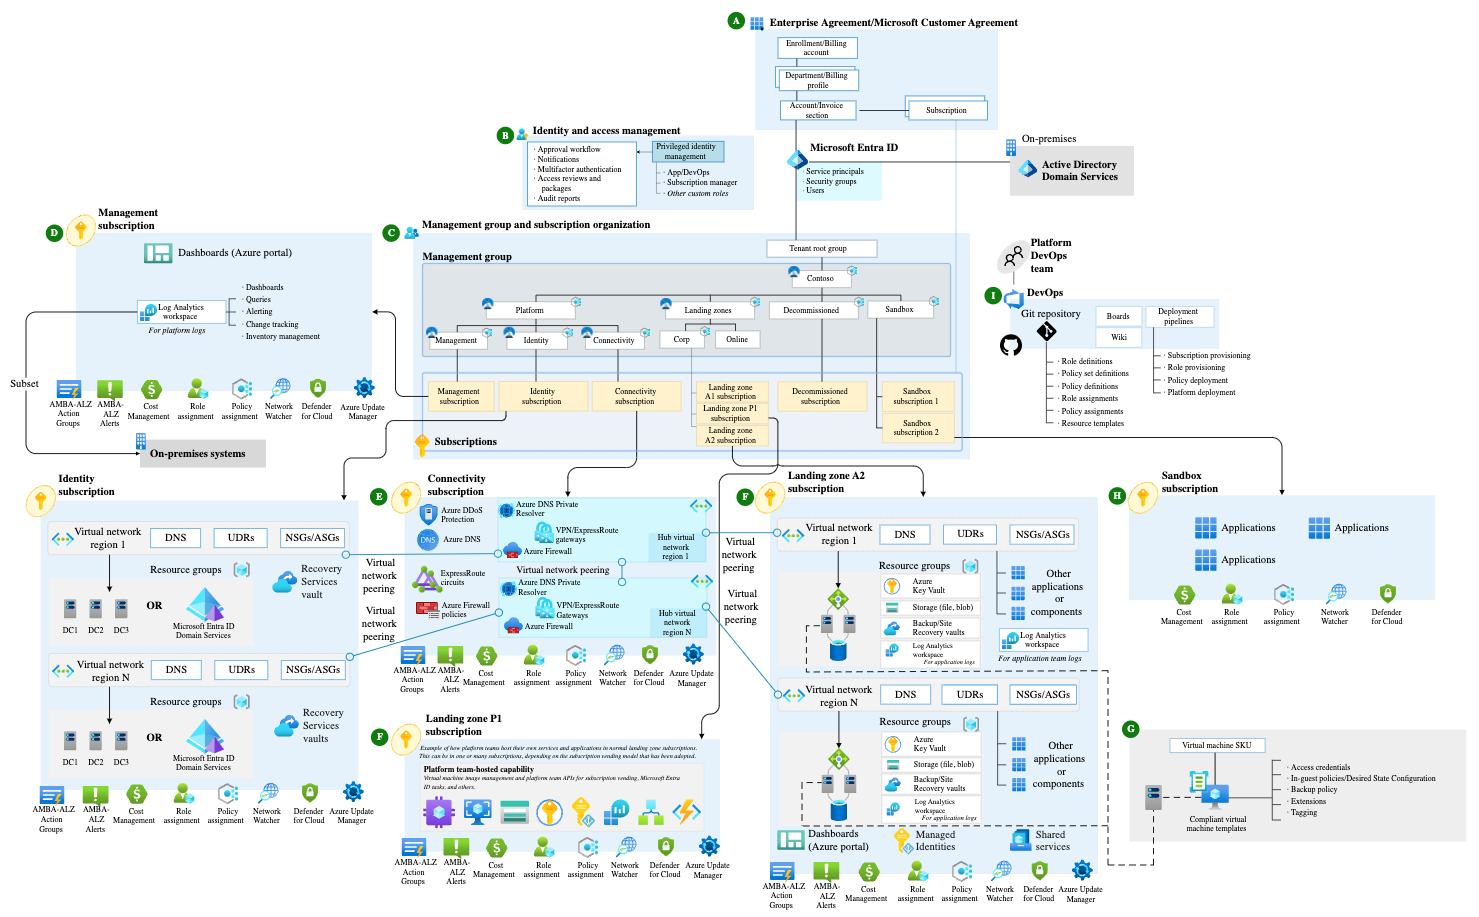 A
Enterprise Agreement/Microsoft Customer Agreement
Enrollment/Billing
account
Department/Billing
profile
Account/Invoice
section
Subscription
B
Identity and access management
· Approval workflow
· Notifications
· Multifactor authentication
· Access reviews and
packages
· Audit reports
Privileged identity
management
· App/DevOps
· Subscription manager
· Other custom roles
Microsoft Entra ID
· Service principals
· Security groups
· Users
On-premises
Active Directory
Domain Services
D
Management
subscription
Dashboards (Azure portal)
Log Analytics
workspace
For platform logs
· Dashboards
· Queries
· Alerting
· Change tracking
· Inventory management
Subset
AMBA-ALZ
Action
Groups
AMBA-
ALZ
Alerts
Cost
Management
Role
assignment
Policy
assignment
Network
Watcher
Defender
for Cloud
Azure Update
Manager
On-premises systems
C
Management group and subscription organization
Tenant root group
Management group
Contoso
Platform
Landing zones
Decommissioned
Sandbox
Management
Identity
Connectivity
Corp
Online
Management
subscription
Identity
subscription
Connectivity
subscription
Landing zone
A1 subscription
Landing zone P1
subscription
Landing zone
A2 subscription
Decommissioned
subscription
Sandbox
subscription 1
Sandbox
subscription 2
Subscriptions
Platform
DevOps
team
I
DevOps
Git repository
Boards
Wiki
Deployment
pipelines
· Role definitions
· Policy set definitions
· Policy definitions
· Role assignments
· Policy assignments
· Resource templates
· Subscription provisioning
· Role provisioning
· Policy deployment
· Platform deployment
Identity
subscription
Virtual network
region 1
DNS
UDRs
NSGs/ASGs
Resource groups
DC1
DC2
DC3
OR
Microsoft Entra ID
Domain Services
Recovery
Services
vault
Virtual network
region N
DNS
UDRs
NSGs/ASGs
Resource groups
DC1
DC2
DC3
OR
Microsoft Entra ID
Domain Services
Recovery
Services
vaults
AMBA-ALZ
Action
Groups
AMBA-
ALZ
Alerts
Cost
Management
Role
assignment
Policy
assignment
Network
Watcher
Defender
for Cloud
Azure Update
Manager
Virtual
network
peering
Virtual
network
peering
E
Connectivity
subscription
Azure DDoS
Protection
Azure DNS
ExpressRoute
circuits
Azure Firewall
policies
Azure DNS Private
Resolver
VPN/ExpressRoute
gateways
Azure Firewall
Hub virtual
network
region 1
Virtual network peering
Azure DNS Private
Resolver
VPN/ExpressRoute
Gateways
Azure Firewall
Hub virtual
network
region N
AMBA-ALZ
Action
Groups
AMBA-
ALZ
Alerts
Cost
Management
Role
assignment
Policy
assignment
Network
Watcher
Defender
for Cloud
Azure Update
Manager
Virtual
network
peering
Virtual
network
peering
F
Landing zone P1
subscription
Example of how platform teams host their own services and applications in normal landing zone subscriptions.
This can be in one or many subscriptions, depending on the subscription vending model that has been adopted.
Platform team-hosted capability
Virtual machine image management and platform team APIs for subscription vending, Microsoft Entra
ID tasks, and others.
AMBA-ALZ
Action
Groups
AMBA-
ALZ
Alerts
Cost
Management
Role
assignment
Policy
assignment
Network
Watcher
Defender
for Cloud
Azure Update
Manager
F
Landing zone A2
subscription
Virtual network
region 1
DNS
UDRs
NSGs/ASGs
Resource groups
Azure
Key Vault
Storage (file, blob)
Backup/Site
Recovery vaults
Log Analytics
workspace
For application logs
Other
applications
or
components
Log Analytics
workspace
For application team logs
Virtual network
region N
DNS
UDRs
NSGs/ASGs
Resource groups
Azure
Key Vault
Storage (file, blob)
Backup/Site
Recovery vaults
Log Analytics
workspace
For application logs
Other
applications
or
components
Dashboards
(Azure portal)
Managed
Identities
Shared
services
AMBA-ALZ
Action
Groups
AMBA-
ALZ
Alerts
Cost
Management
Role
assignment
Policy
assignment
Network
Watcher
Defender
for Cloud
Azure Update
Manager
H
Sandbox
subscription
Applications
Applications
Applications
Cost
Management
Role
assignment
Policy
assignment
Network
Watcher
Defender
for Cloud
G
Virtual machine SKU
Compliant virtual
machine templates
· Access credentials
· In-guest policies/Desired State Configuration
· Backup policy
· Extensions
· Tagging